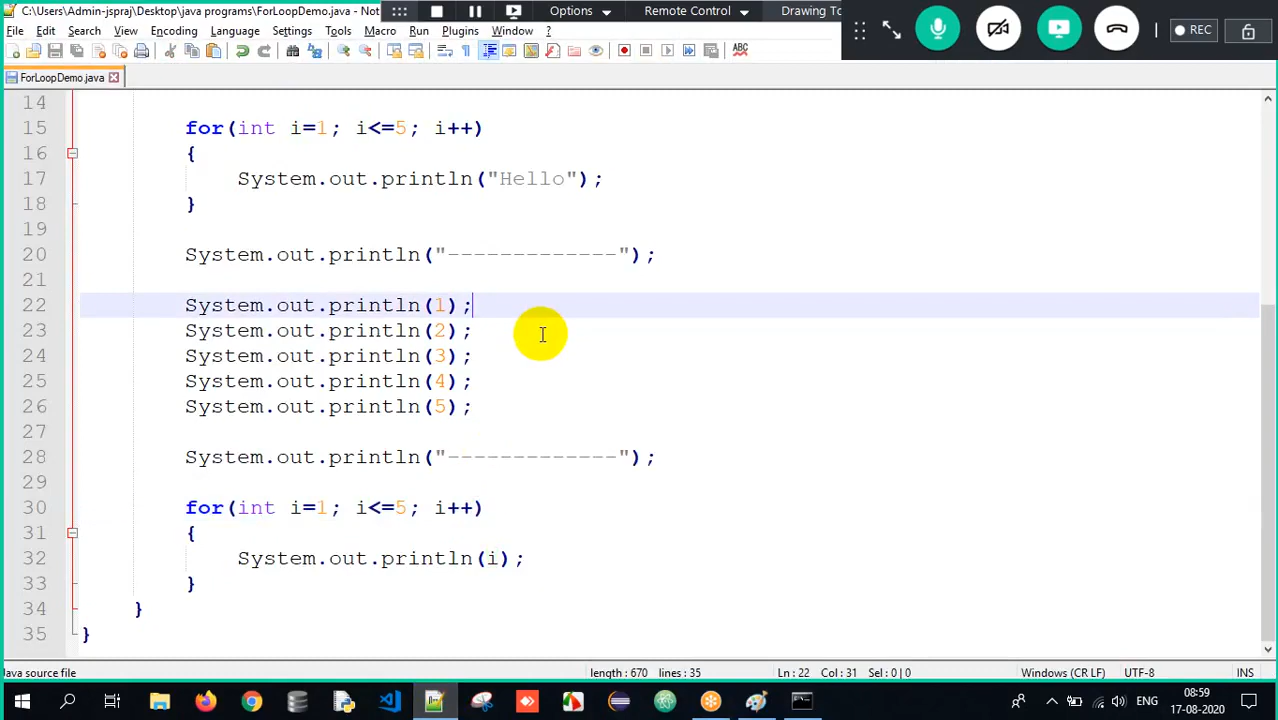 C:\Users\Admin-jspraj\Desktop\java programs\ForLoopDemo.java - Not
Options
Remote Control
Drawing To
REC
File Edit Search View Encoding Language Settings Tools Macro Run Plugins Window ?
ABC
ForLoopDemo.java
14
15 for(int i=1; i<=5; i++)
16 {
17 System.out.println("Hello");
18 }
19
20 System.out.println("-------------");
21
22 System.out.println(1);
23 System.out.println(2);
24 System.out.println(3);
25 System.out.println(4);
26 System.out.println(5);
27
28 System.out.println("-------------");
29
30 for(int i=1; i<=5; i++)
31 {
32 System.out.println(i);
33 }
34 }
35 }
Java source file length : 670 lines : 35 Ln : 22 Col : 31 Sel : 0 | 0 Windows (CR LF) UTF-8 INS
ENG
08:59
17-08-2020